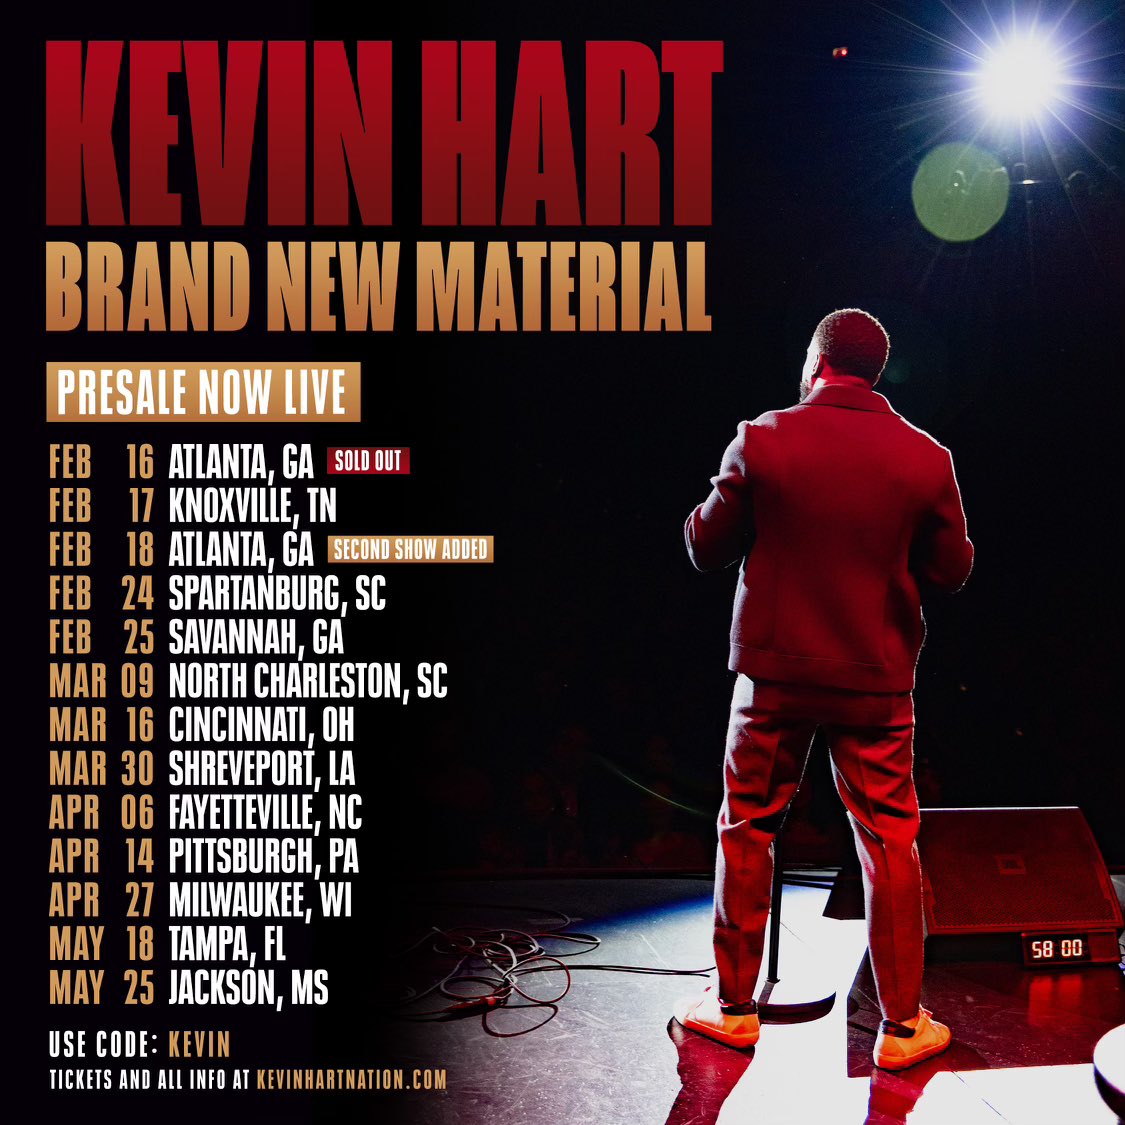 KEVIN HART
BRAND NEW MATERIAL
PRESALE NOW LIVE
FEB 16 ATLANTA, GA SOLD OUT
FEB 17 KNOXVILLE, TN
FEB 18 ATLANTA, GA SECOND SHOW ADDED
FEB 24 SPARTANBURG, SC
FEB 25 SAVANNAH, GA
MAR 09 NORTH CHARLESTON, SC
MAR 16 CINCINNATI, OH
MAR 30 SHREVEPORT, LA
APR 06 FAYETTEVILLE, NC
APR 14 PITTSBURGH, PA
APR 27 MILWAUKEE, WI
MAY 18 TAMPA, FL
MAY 25 JACKSON, MS
USE CODE: KEVIN
TICKETS AND ALL INFO AT KEVINHARTNATION.COM
58 00